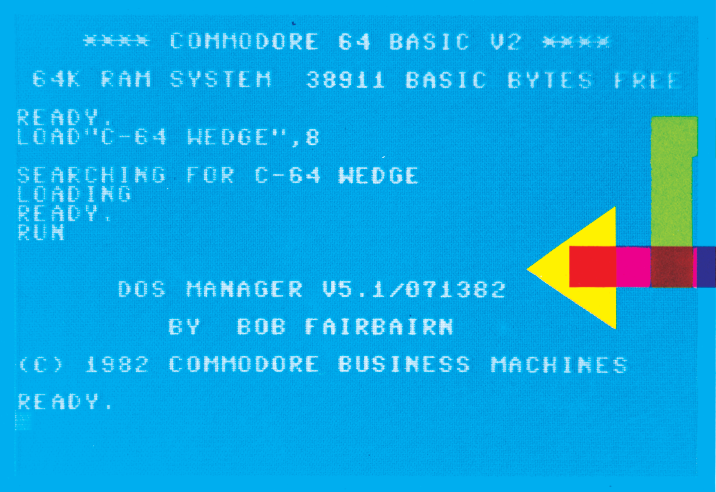 **** COMMODORE 64 BASIC V2 ****
64K RAM SYSTEM 38911 BASIC BYTES FREE
READY.
LOAD"C-64 WEDGE",8
SEARCHING FOR C-64 WEDGE
LOADING
READY.
RUN
DOS MANAGER V5.1/071382
BY BOB FAIRBAIRN
(C) 1982 COMMODORE BUSINESS MACHINES
READY.